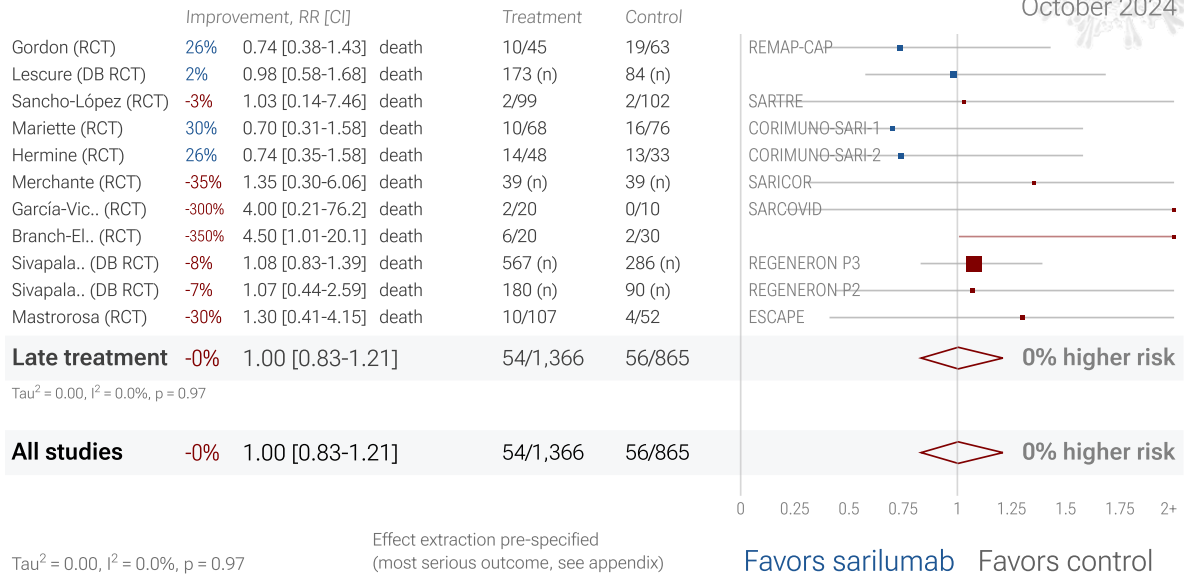 October 2024
Improvement, RR [CI] Treatment Control
Gordon (RCT) 26% 0.74 [0.38-1.43] death 10/45 19/63 REMAP-CAP
Lescure (DB RCT) 2% 0.98 [0.58-1.68] death 173 (n) 84 (n)
Sancho-López (RCT) -3% 1.03 [0.14-7.46] death 2/99 2/102 SARTRE
Mariette (RCT) 30% 0.70 [0.31-1.58] death 10/68 16/76 CORIMUNO-SARI-1
Hermine (RCT) 26% 0.74 [0.35-1.58] death 14/48 13/33 CORIMUNO-SARI-2
Merchante (RCT) -35% 1.35 [0.30-6.06] death 39 (n) 39 (n) SARICOR
García-Vic.. (RCT) -300% 4.00 [0.21-76.2] death 2/20 0/10 SARCOVID
Branch-El.. (RCT) -350% 4.50 [1.01-20.1] death 6/20 2/30
Sivapala.. (DB RCT) -8% 1.08 [0.83-1.39] death 567 (n) 286 (n) REGENERON P3
Sivapala.. (DB RCT) -7% 1.07 [0.44-2.59] death 180 (n) 90 (n) REGENERON P2
Mastrorosa (RCT) -30% 1.30 [0.41-4.15] death 10/107 4/52 ESCAPE
Late treatment -0% 1.00 [0.83-1.21] 54/1,366 56/865 0% higher risk
Tau² = 0.00, I² = 0.0%, p = 0.97
All studies -0% 1.00 [0.83-1.21] 54/1,366 56/865 0% higher risk
0 0.25 0.5 0.75 1 1.25 1.5 1.75 2+
Tau² = 0.00, I² = 0.0%, p = 0.97
Effect extraction pre-specified
(most serious outcome, see appendix)
Favors sarilumab Favors control